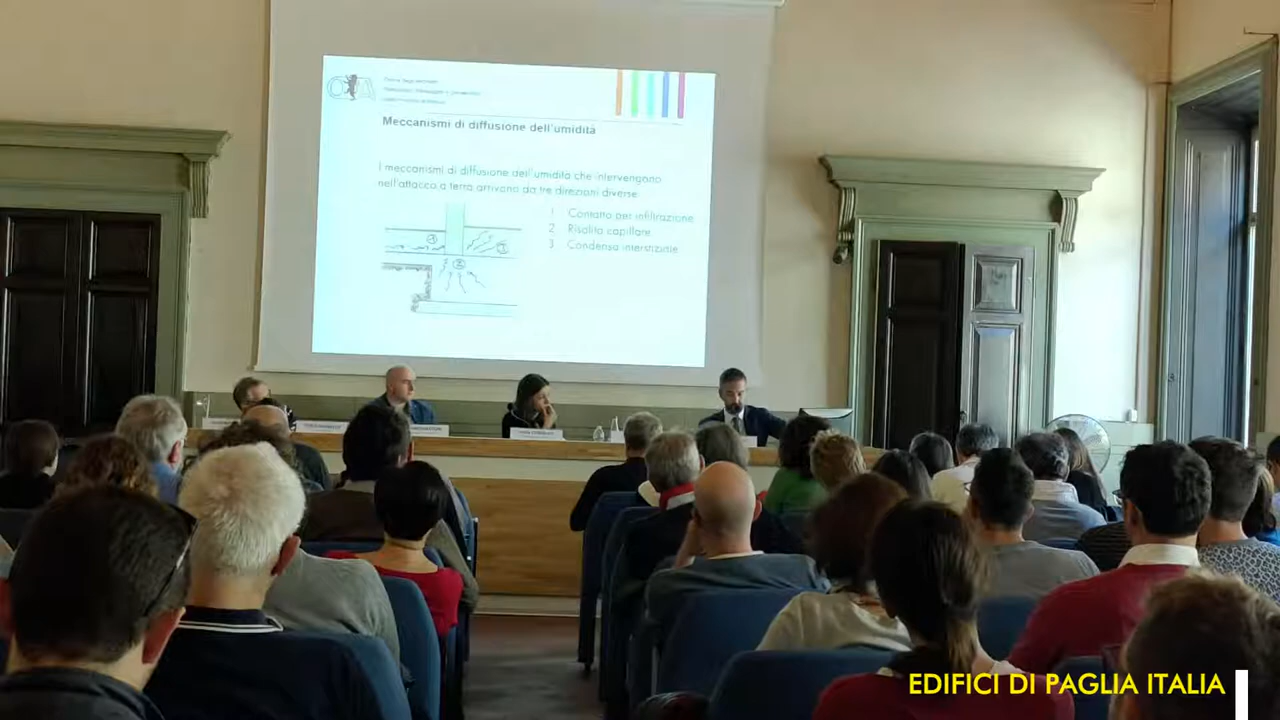 Meccanismi di diffusione dell'umidità
I meccanismi di diffusione dell'umidità che intervengono
nell'attacco a terra arrivano da tre direzioni diverse
1 Contatto per infiltrazione
2 Risalita capillare
3 Condensa interstiziale
EDIFICI DI PAGLIA ITALIA